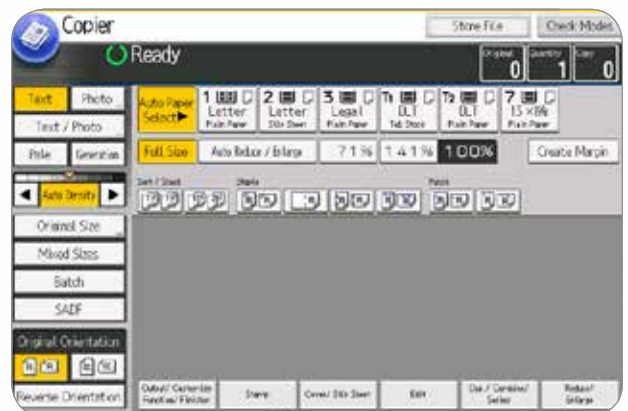 Copier
Store File
Check Modes
Ready
Original
Quantity
Copy
0
1
0
Text
Photo
Text / Photo
Pale
Generation
Auto Density
Original Size
Mixed Sizes
Batch
SADF
Original Orientation
Reverse Orientation
Auto Paper Select▶
1
Letter
Plain Paper
2
Letter
Slip Sheet
3
Legal
Plain Paper
T1
DLT
Tab Stock
T2
DLT
Plain Paper
7
Plain Paper
Full Size
Auto Reduce / Enlarge
71%
141%
100%
Create Margin
Sort / Stack
Staple
Punch
Output/ Customize
Function/ Finisher
Stamp
Cover/ Slip Sheet
Edit
Dup./ Combine/
Series
Reduce/
Enlarge